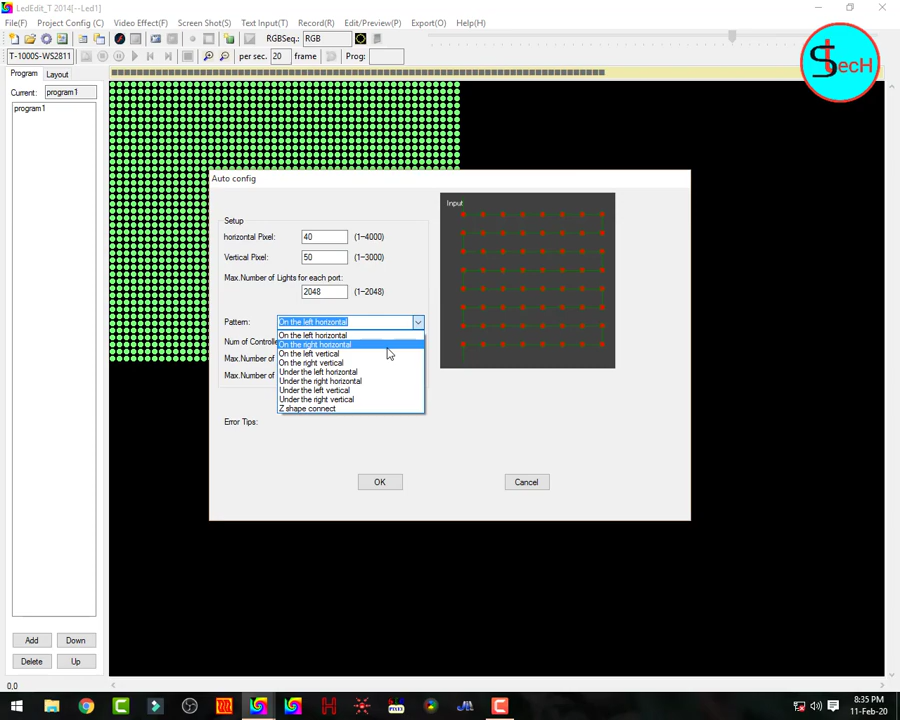 LedEdit_T 2014[--Led1]
File(F) Project Config (C) Video Effect(F) Screen Shot(S) Text Input(T) Record(R) Edit/Preview(P) Export(O) Help(H)
RGBSeq.: RGB
T-1000S-WS2811 per sec. 20 frame Prog:
Program Layout
Current: program1
program1
Auto config
Setup
horizontal Pixel: 40 (1~4000)
Vertical Pixel: 50 (1~3000)
Max.Number of Lights for each port:
2048 (1~2048)
Pattern: On the left horizontal
On the left horizontal
On the right horizontal
On the left vertical
On the right vertical
Under the left horizontal
Under the right horizontal
Under the left vertical
Under the right vertical
Z shape connect
Num of Controlle
Max.Number of
Max.Number of
Error Tips:
OK Cancel
Input
Add Down
Delete Up
0,0
8:35 PM
11-Feb-20
STecH